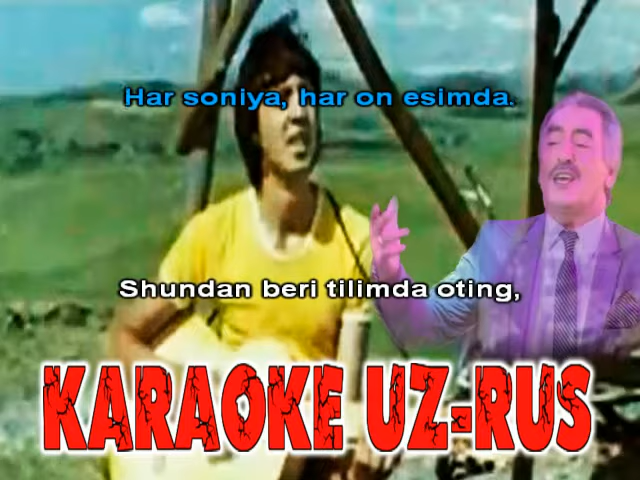 Har soniya, har on esimda.
Shundan beri tilimda oting,
KARAOKE UZ-RUS